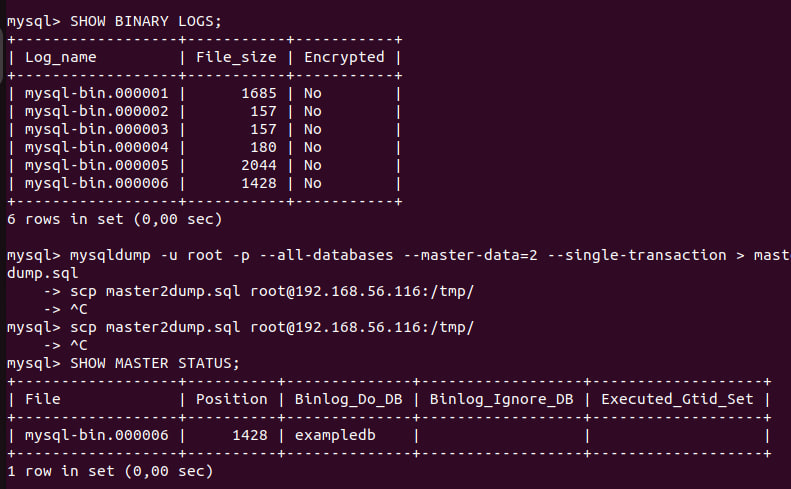 mysql> SHOW BINARY LOGS;
+------------------+-----------+-----------+
| Log_name         | File_size | Encrypted |
+------------------+-----------+-----------+
| mysql-bin.000001 |      1685 | No        |
| mysql-bin.000002 |       157 | No        |
| mysql-bin.000003 |       157 | No        |
| mysql-bin.000004 |       180 | No        |
| mysql-bin.000005 |      2044 | No        |
| mysql-bin.000006 |      1428 | No        |
+------------------+-----------+-----------+
6 rows in set (0,00 sec)
mysql> mysqldump -u root -p --all-databases --master-data=2 --single-transaction > mast
dump.sql
    -> scp master2dump.sql root@192.168.56.116:/tmp/
    -> ^C
mysql> scp master2dump.sql root@192.168.56.116:/tmp/
    -> ^C
mysql> SHOW MASTER STATUS;
+------------------+----------+--------------+------------------+-------------------+
| File             | Position | Binlog_Do_DB | Binlog_Ignore_DB | Executed_Gtid_Set |
+------------------+----------+--------------+------------------+-------------------+
| mysql-bin.000006 |     1428 | exampledb    |                  |                   |
+------------------+----------+--------------+------------------+-------------------+
1 row in set (0,00 sec)